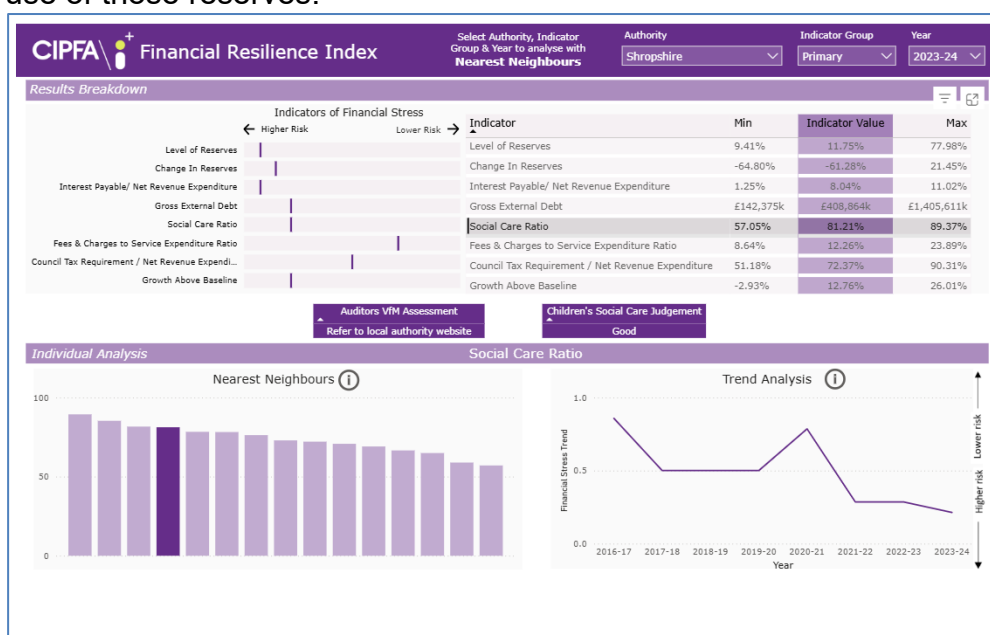 use of those reserves.
CIPFA\i+ Financial Resilience Index
Select Authority, Indicator
Group & Year to analyse with
Nearest Neighbours
Authority
Shropshire
Indicator Group
Primary
Year
2023-24
Results Breakdown
Indicators of Financial Stress
← Higher Risk Lower Risk →
Level of Reserves
Change In Reserves
Interest Payable/ Net Revenue Expenditure
Gross External Debt
Social Care Ratio
Fees & Charges to Service Expenditure Ratio
Council Tax Requirement / Net Revenue Expendi...
Growth Above Baseline
Indicator Min Indicator Value Max
Level of Reserves 9.41% 11.75% 77.98%
Change In Reserves -64.80% -61.28% 21.45%
Interest Payable/ Net Revenue Expenditure 1.25% 8.04% 11.02%
Gross External Debt £142,375k £408,864k £1,405,611k
Social Care Ratio 57.05% 81.21% 89.37%
Fees & Charges to Service Expenditure Ratio 8.64% 12.26% 23.89%
Council Tax Requirement / Net Revenue Expenditure 51.18% 72.37% 90.31%
Growth Above Baseline -2.93% 12.76% 26.01%
Auditors VfM Assessment
Refer to local authority website
Children's Social Care Judgement
Good
Individual Analysis Social Care Ratio
Nearest Neighbours
100
50
0
Trend Analysis
Financial Stress Trend
1.0
0.5
0.0
2016-17 2017-18 2018-19 2019-20 2020-21 2021-22 2022-23 2023-24
Year
Lower risk
Higher risk